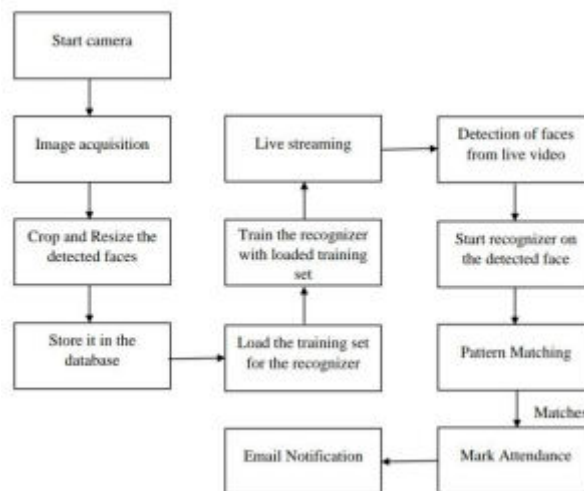 Start camera
Image acquisition
Crop and Resize the
detected faces
Store it in the
database
Load the training set
for the recognizer
Train the recognizer
with loaded training
set
Live streaming
Detection of faces
from live video
Start recognizer on
the detected face
Pattern Matching
Matches
Mark Attendance
Email Notification